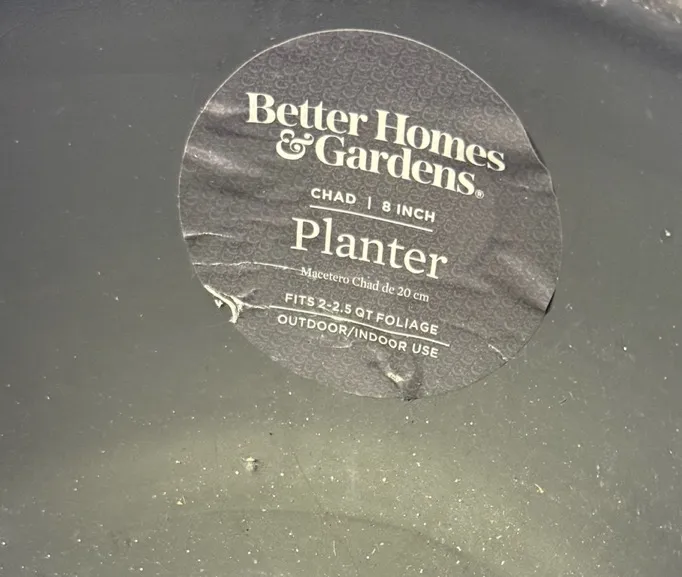 Better Homes
& Gardens®
CHAD | 8 INCH
Planter
Macetero Chad de 20 cm
FITS 2-2.5 QT FOLIAGE
OUTDOOR/INDOOR USE